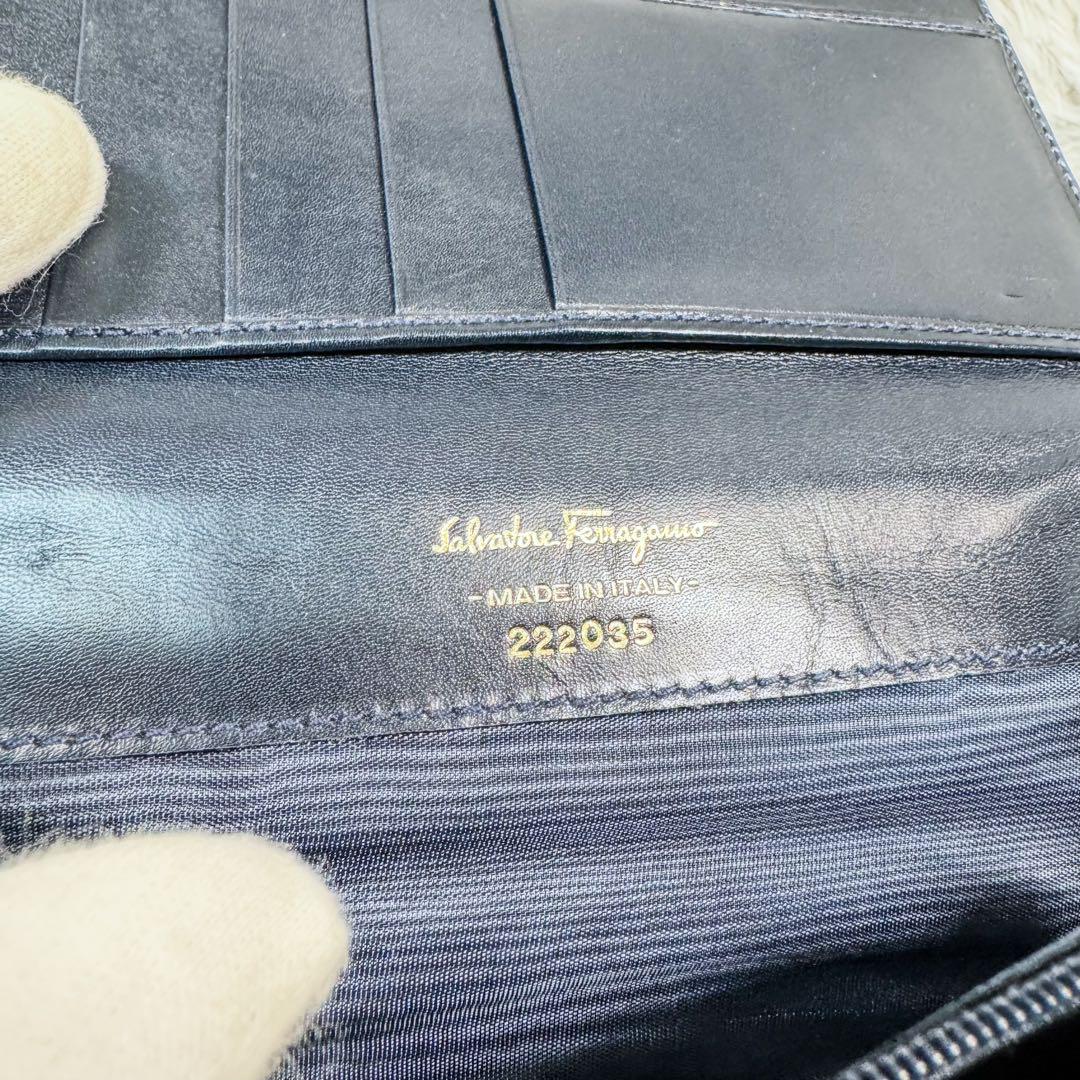 Salvatore Ferragamo
-MADE IN ITALY-
222035